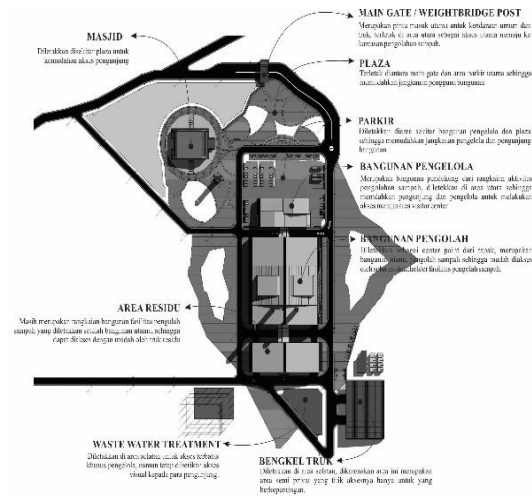 MAIN GATE / WEIGHTBRIDGE POST
Merupakan pintu masuk utama untuk kendaraan umum dan
truk, terletak di area utara sebagai akses utama menuju ke
kawasan pengolahan sampah.
MASJID
Diletakkan disekitar plaza untuk
kemudahan akses pengunjung
PLAZA
Terletak diantara main gate dan area parkir utama sehingga
memudahkan jangkauan pengguna bangunan
PARKIR
Diletakkan diarea sekitar bangunan pengelola dan plaza
sehingga memudahkan jangkauan pengelola dan pengunjung
bangunan
BANGUNAN PENGELOLA
Merupakan bangunan pendukung dari rangkaian aktivitas
pengolahan sampah, diletakkan di area utara sehingga
memudahkan pengunjung dan pengelola untuk melakukan
akses menuju area visitor center
BANGUNAN PENGOLAH
Diletakkan sebagai center point dari tapak, merupakan
bangunan utama pengolah sampah sehingga mudah diakses
oleh seluruh fasilitas pengolah sampah.
AREA RESIDU
Masih merupakan rangkaian bangunan fasilitas pengolah
sampah yang diletakkan setelah bangunan utama, sehingga
dapat diakses dengan mudah oleh truk residu
WASTE WATER TREATMENT
Diletakkan di area selatan untuk akses terbatas
khusus pengelola, namun tetap diberikan akses
visual kepada para pengunjung.
BENGKEL TRUK
Diletakkan di area selatan, dikarenakan area ini merupakan
area semi privat yang titik aksesnya hanya untuk yang
berkepentingan.